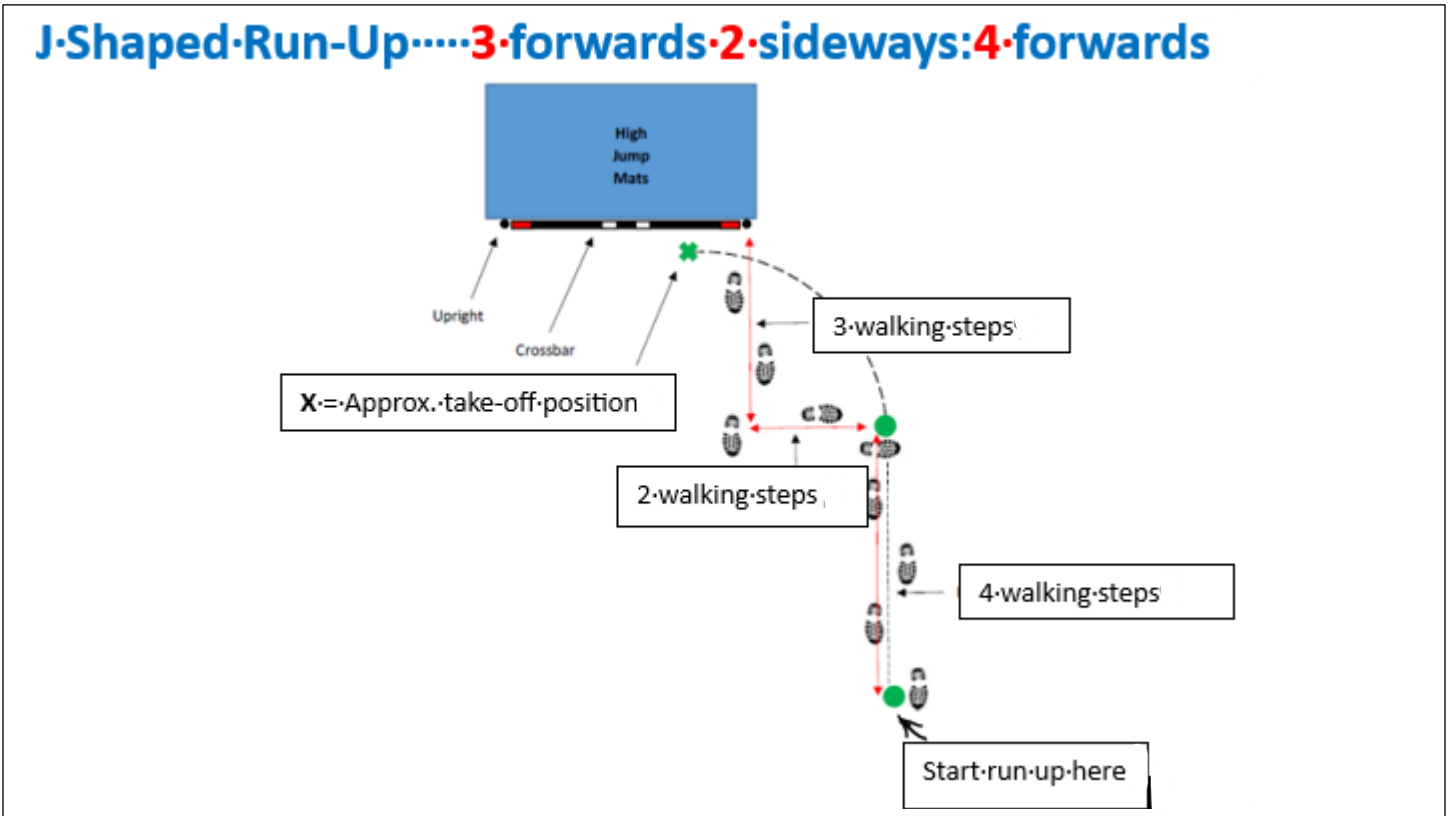 J·Shaped·Run-Up·····3·forwards·2·sideways:4·forwards
High
Jump
Mats
Upright
Crossbar
3·walking·steps
X·=·Approx.·take-off·position
2·walking·steps
4·walking·steps
Start·run·up·here